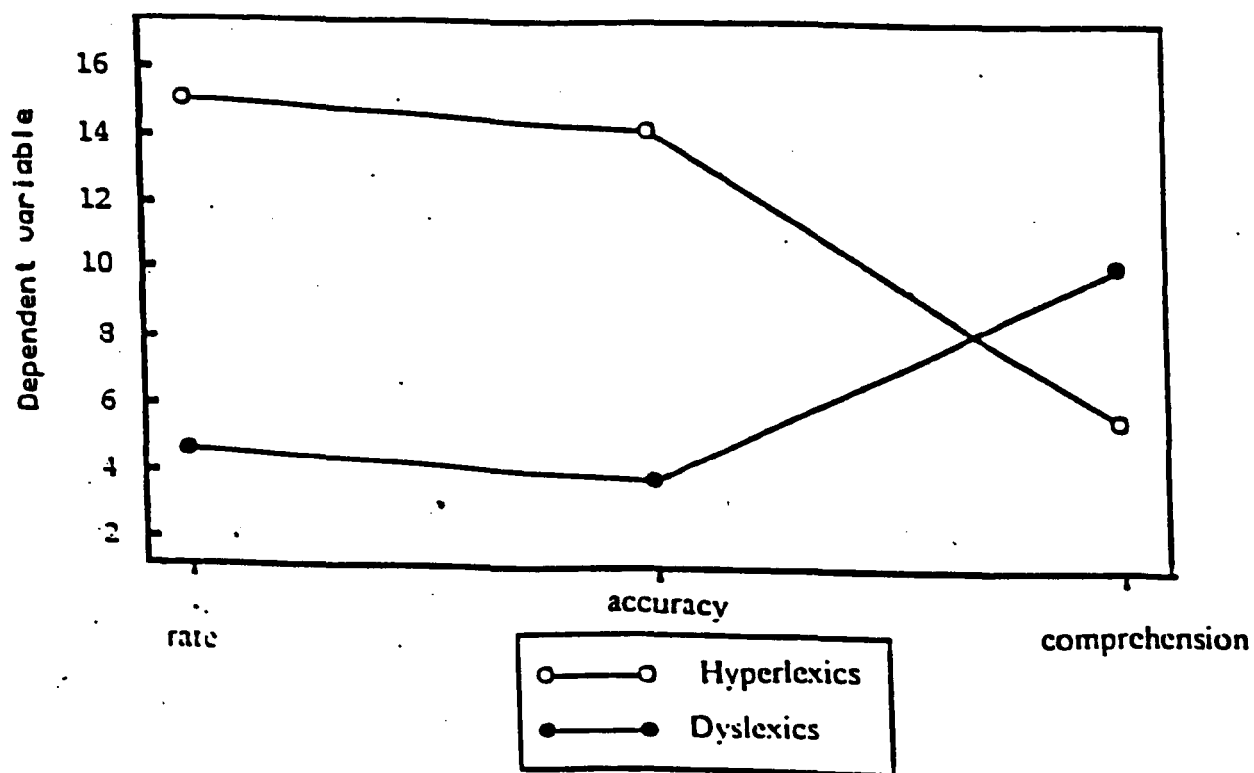 16
14
12
10
8
6
4
2
Dependent variable
rate
accuracy
comprehension
Hyperlexics
Dyslexics